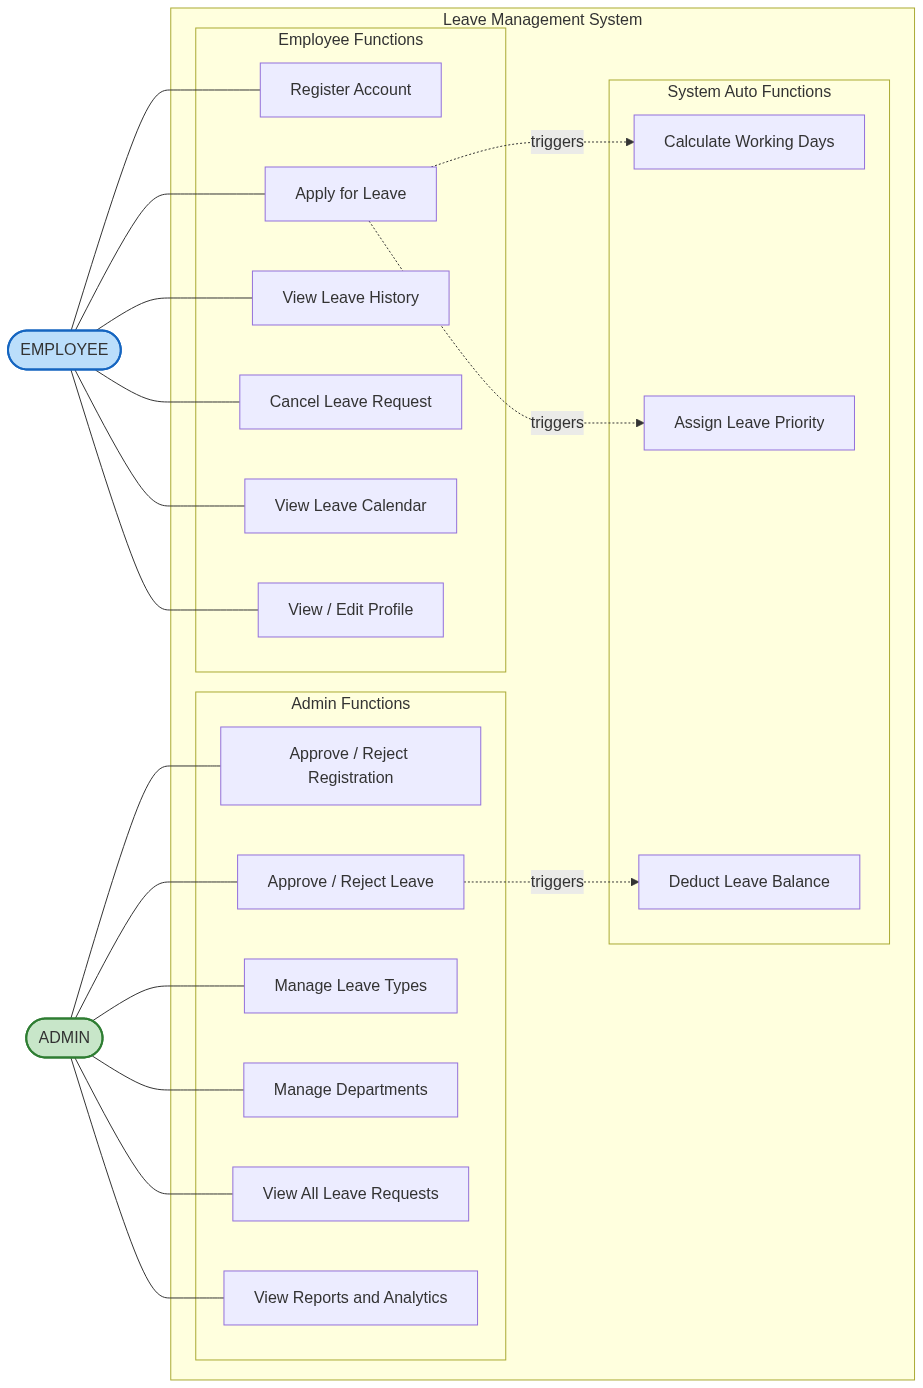 Leave Management System
Employee Functions
Register Account
Apply for Leave
View Leave History
Cancel Leave Request
View Leave Calendar
View / Edit Profile
EMPLOYEE
triggers
triggers
System Auto Functions
Calculate Working Days
Assign Leave Priority
Deduct Leave Balance
Admin Functions
Approve / Reject
Registration
Approve / Reject Leave
triggers
Manage Leave Types
ADMIN
Manage Departments
View All Leave Requests
View Reports and Analytics